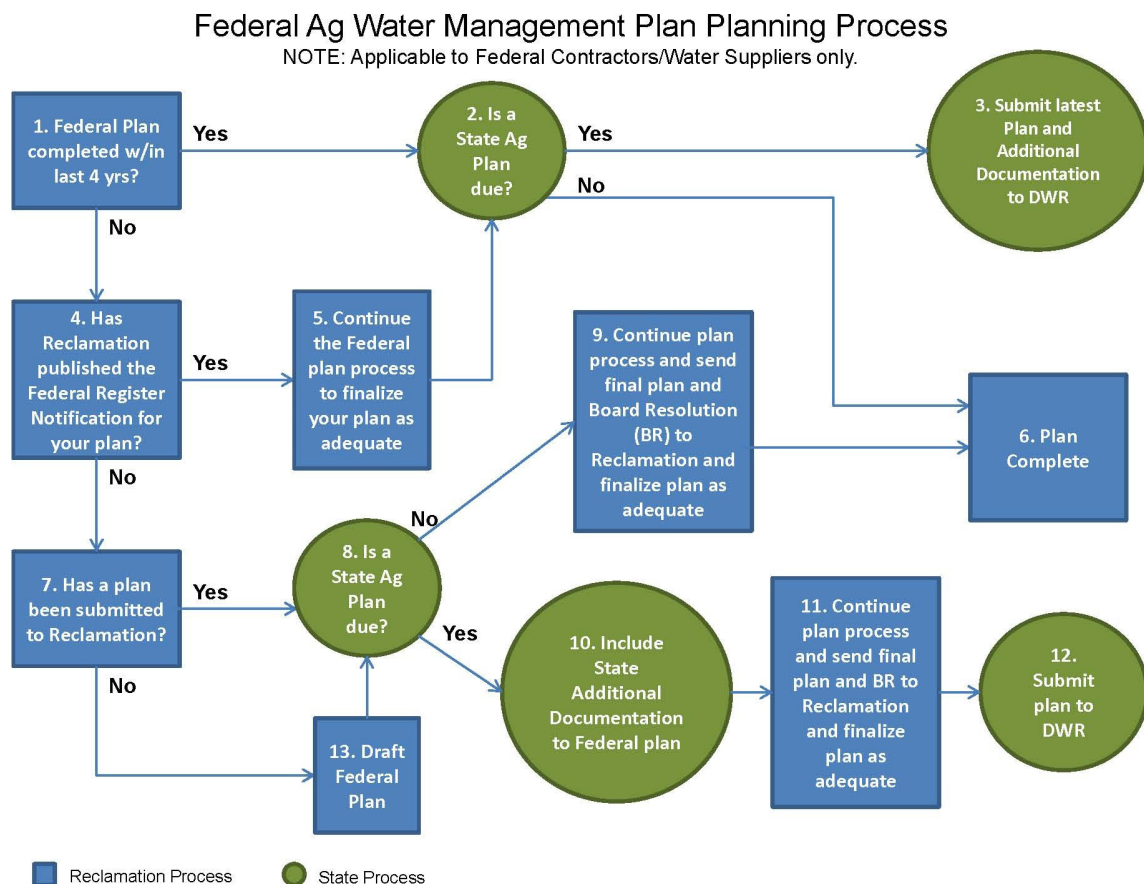 Federal Ag Water Management Plan Planning Process
NOTE: Applicable to Federal Contractors/Water Suppliers only.
1. Federal Plan
completed w/in
last 4 yrs?
Yes
No
2. Is a
State Ag
Plan
due?
Yes
No
3. Submit latest
Plan and
Additional
Documentation
to DWR
4. Has
Reclamation
published the
Federal Register
Notification for
your plan?
Yes
No
5. Continue
the Federal
plan process
to finalize
your plan as
adequate
9. Continue plan
process and send
final plan and
Board Resolution
(BR) to
Reclamation and
finalize plan as
adequate
6. Plan
Complete
7. Has a plan
been submitted
to Reclamation?
Yes
No
8. Is a
State Ag
Plan
due?
No
Yes
10. Include
State
Additional
Documentation
to Federal plan
11. Continue
plan process
and send final
plan and BR to
Reclamation
and finalize
plan as
adequate
12.
Submit
plan to
DWR
13. Draft
Federal
Plan
Reclamation Process
State Process